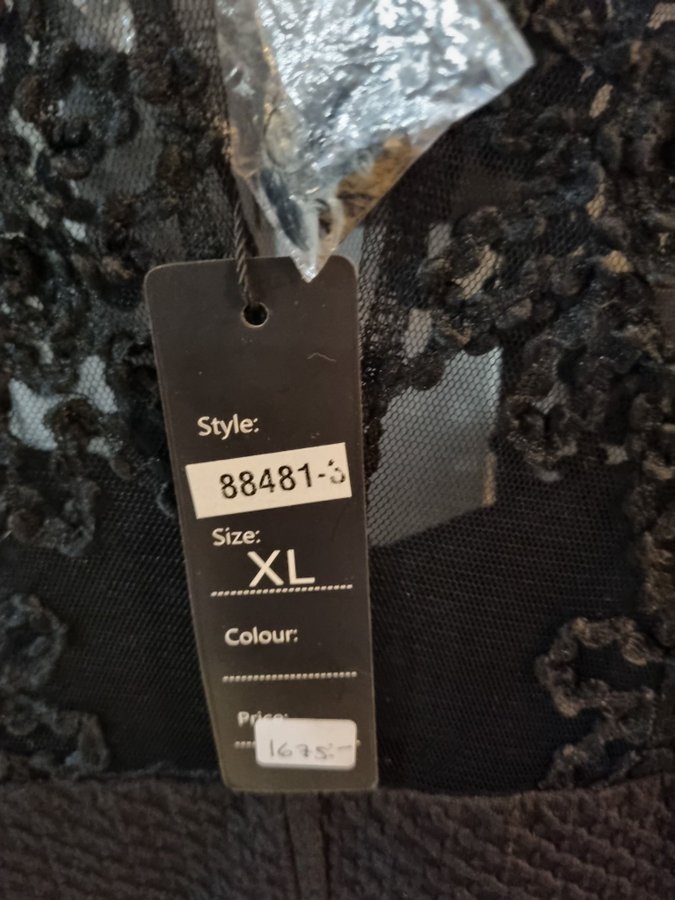 Style:
88481-3
Size:
XL
Colour:
Price:
1675:-